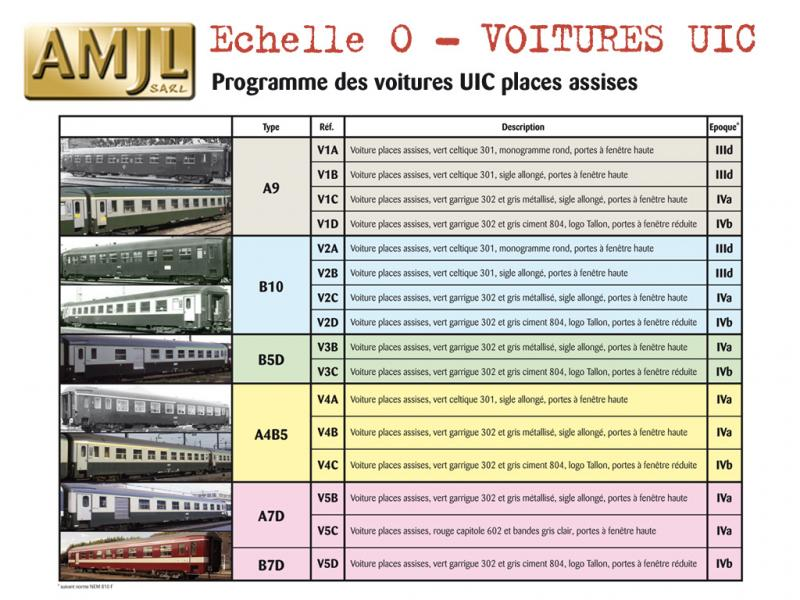 AMJL
SARL
Echelle O - VOITURES UIC
Programme des voitures UIC places assises
Type Réf. Description Epoque*
A9
V1A Voiture places assises, vert celtique 301, monogramme rond, portes à fenêtre haute IIId
V1B Voiture places assises, vert celtique 301, sigle allongé, portes à fenêtre haute IIId
V1C Voiture places assises, vert garrigue 302 et gris métallisé, sigle allongé, portes à fenêtre haute IVa
V1D Voiture places assises, vert garrigue 302 et gris ciment 804, logo Tallon, portes à fenêtre réduite IVb
B10
V2A Voiture places assises, vert celtique 301, monogramme rond, portes à fenêtre haute IIId
V2B Voiture places assises, vert celtique 301, sigle allongé, portes à fenêtre haute IIId
V2C Voiture places assises, vert garrigue 302 et gris métallisé, sigle allongé, portes à fenêtre haute IVa
V2D Voiture places assises, vert garrigue 302 et gris ciment 804, logo Tallon, portes à fenêtre réduite IVb
B5D
V3B Voiture places assises, vert garrigue 302 et gris métallisé, sigle allongé, portes à fenêtre haute IVa
V3C Voiture places assises, vert garrigue 302 et gris ciment 804, logo Tallon, portes à fenêtre réduite IVb
A4B5
V4A Voiture places assises, vert celtique 301, sigle allongé, portes à fenêtre haute IVa
V4B Voiture places assises, vert garrigue 302 et gris métallisé, sigle allongé, portes à fenêtre haute IVa
V4C Voiture places assises, vert garrigue 302 et gris ciment 804, logo Tallon, portes à fenêtre réduite IVb
A7D
V5B Voiture places assises, vert garrigue 302 et gris métallisé, sigle allongé, portes à fenêtre haute IVa
V5C Voiture places assises, rouge capitole 602 et bandes gris clair, portes à fenêtre haute IVa
B7D
V5D Voiture places assises, vert garrigue 302 et gris ciment 804, logo Tallon, portes à fenêtre réduite IVb
* suivant norme NEM 810 F